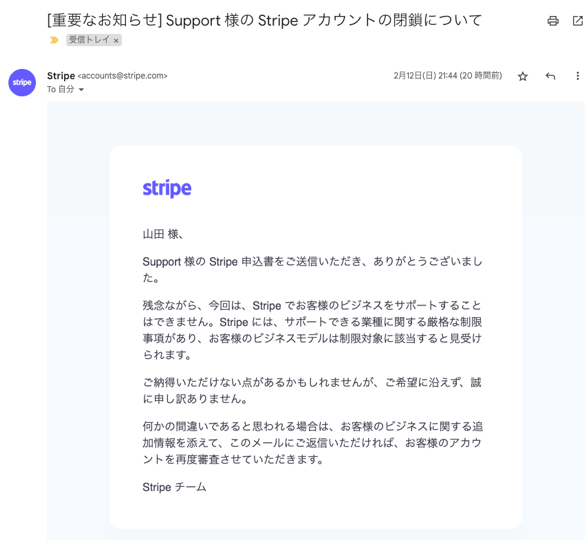 [重要なお知らせ] Support 様の Stripe アカウントの閉鎖について
受信トレイ ×
stripe
Stripe <accounts@stripe.com>
2月12日(日) 21:44 (20 時間前)
To 自分
stripe
山田 様、
Support 様の Stripe 申込書をご送信いただき、ありがとうございまし
た。
残念ながら、今回は、Stripe でお客様のビジネスをサポートすること
はできません。Stripe には、サポートできる業種に関する厳格な制限
事項があり、お客様のビジネスモデルは制限対象に該当すると見受け
られます。
ご納得いただけない点があるかもしれませんが、ご希望に沿えず、誠
に申し訳ありません。
何かの間違いであると思われる場合は、お客様のビジネスに関する追
加情報を添えて、このメールにご返信いただければ、お客様のアカウ
ントを再度審査させていただきます。
Stripe チーム